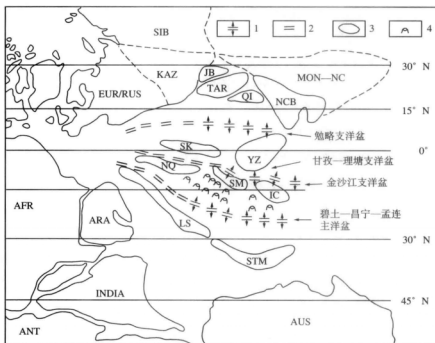 SIB
1
2
3
4
KAZ
JB
TAR
QI
MON—NC
30° N
EUR/RUS
NCB
15° N
勉略支洋盆
SK
YZ
0°
甘孜—理塘支洋盆
NQ
SM
金沙江支洋盆
IC
AFR
ARA
LS
碧土—昌宁—孟连
主洋盆
30° N
STM
INDIA
45° N
ANT
AUS